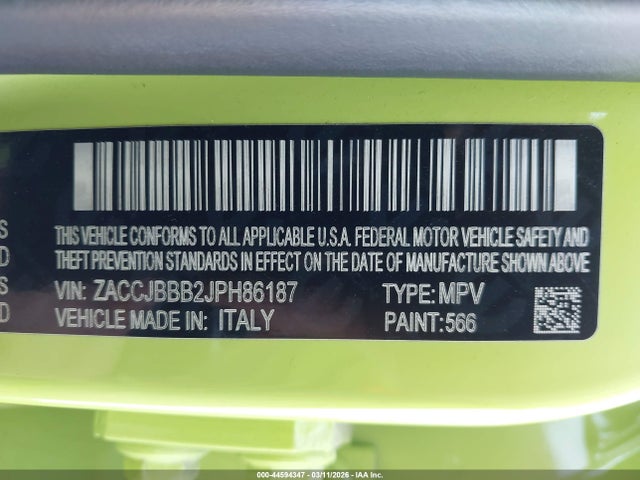 THIS VEHICLE CONFORMS TO ALL APPLICABLE U.S.A. FEDERAL MOTOR VEHICLE SAFETY AND
THEFT PREVENTION STANDARDS IN EFFECT ON THE DATE OF MANUFACTURE SHOWN ABOVE
S
D
S
D
VIN: ZACCJBBB2JPH86187 TYPE: MPV
VEHICLE MADE IN: ITALY PAINT: 566
000-44594347 - 03/11/2026 - IAA Inc.